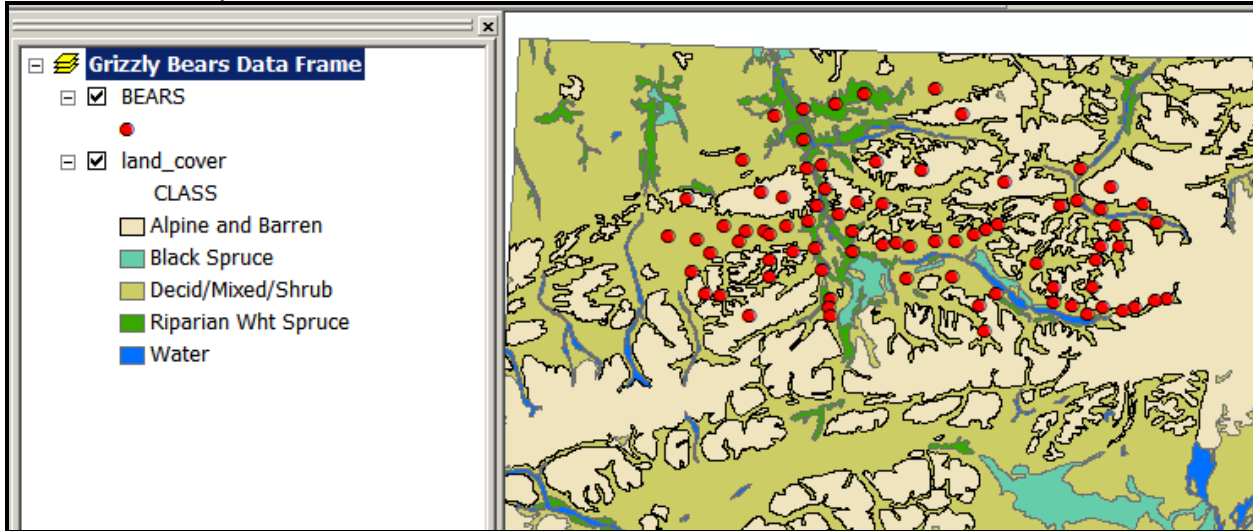 Grizzly Bears Data Frame
BEARS
land_cover
CLASS
Alpine and Barren
Black Spruce
Decid/Mixed/Shrub
Riparian Wht Spruce
Water